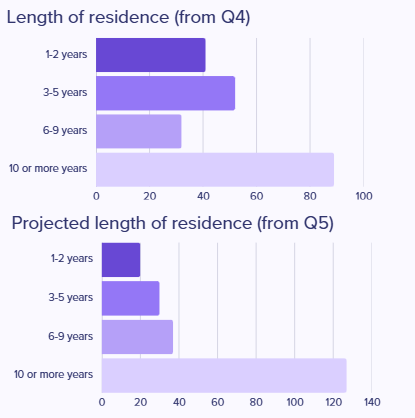 Length of residence (from Q4)
1-2 years
3-5 years
6-9 years
10 or more years
0 20 40 60 80 100
Projected length of residence (from Q5)
1-2 years
3-5 years
6-9 years
10 or more years
0 20 40 60 80 100 120 140